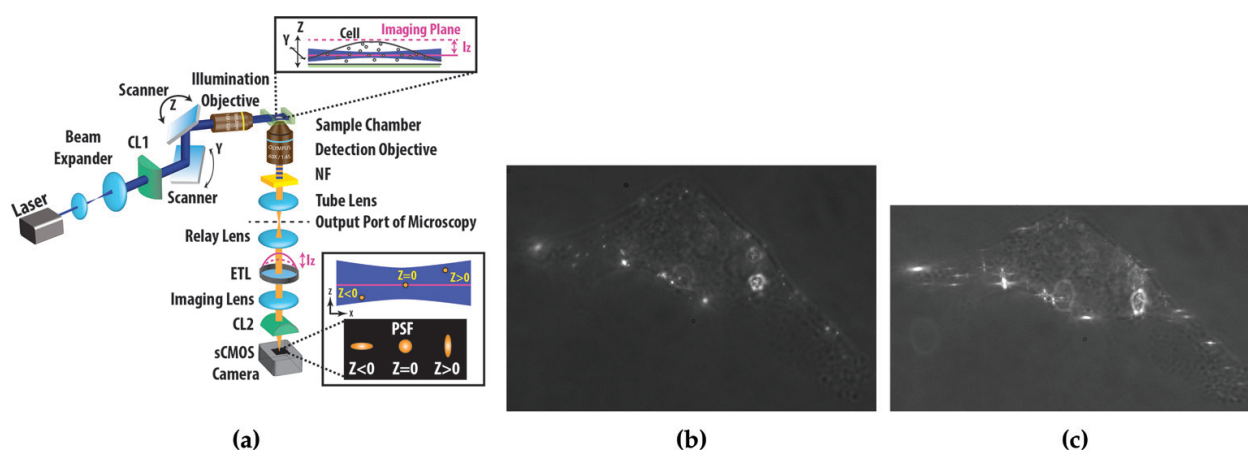 Z
Cell
Imaging Plane
Y
Iz
Illumination
Objective
Scanner
Z
Beam
Expander
CL1
Y
Scanner
Laser
Sample Chamber
Detection Objective
OLYMPUS
NF
Tube Lens
Output Port of Microscopy
Relay Lens
Iz
ETL
Imaging Lens
CL2
sCMOS
Camera
Z=0
Z>0
Z<0
Z
X
PSF
Z<0 Z=0 Z>0
(a) (b) (c)